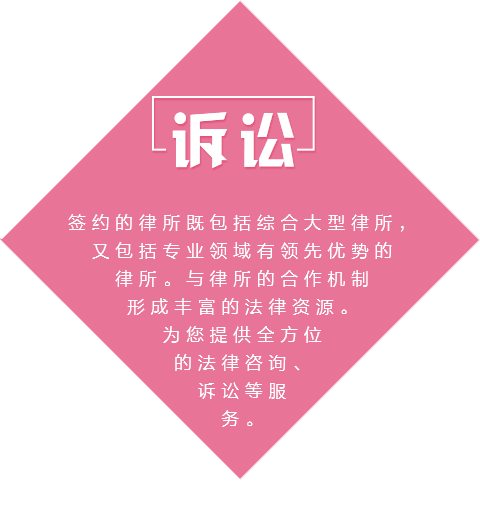 诉讼
签约的律所既包括综合大型律所，
又包括专业领域有领先优势的
律所。与律所的合作机制
形成丰富的法律资源。
为您提供全方位
的法律咨询、
诉讼等服
务。